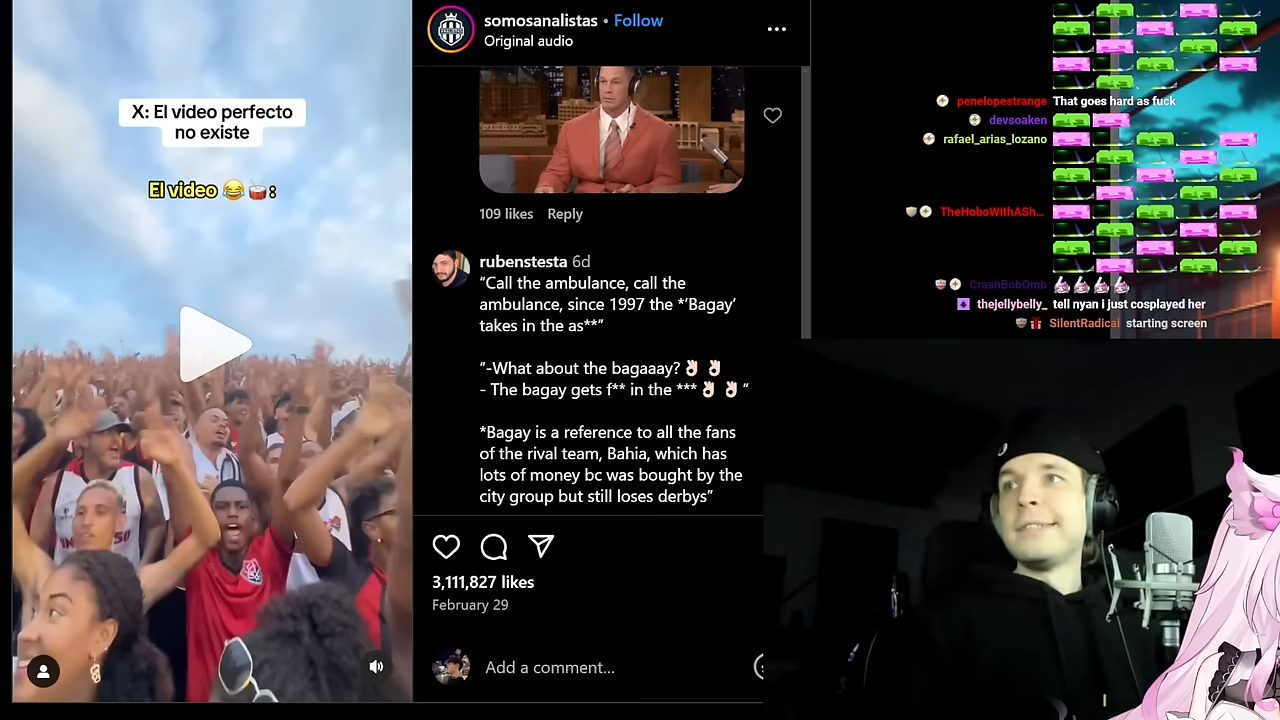 X: El video perfecto
no existe
El video 😂🥁:
somosanalistas • Follow
Original audio
109 likes Reply
rubenstesta 6d
“Call the ambulance, call the
ambulance, since 1997 the *’Bagay’
takes in the as**”
“-What about the bagaaay?👌🏻 👌🏻
- The bagay gets f** in the ***👌🏻 👌🏻 “
*Bagay is a reference to all the fans
of the rival team, Bahia, which has
lots of money bc was bought by the
city group but still loses derbys”
3,111,827 likes
February 29
Add a comment...
penelopestrange That goes hard as fuck
devsoaken
rafael_arias_lozano
TheHoboWithASh...
CrashBobOmb
thejellybelly_ tell nyan i just cosplayed her
SilentRadical starting screen